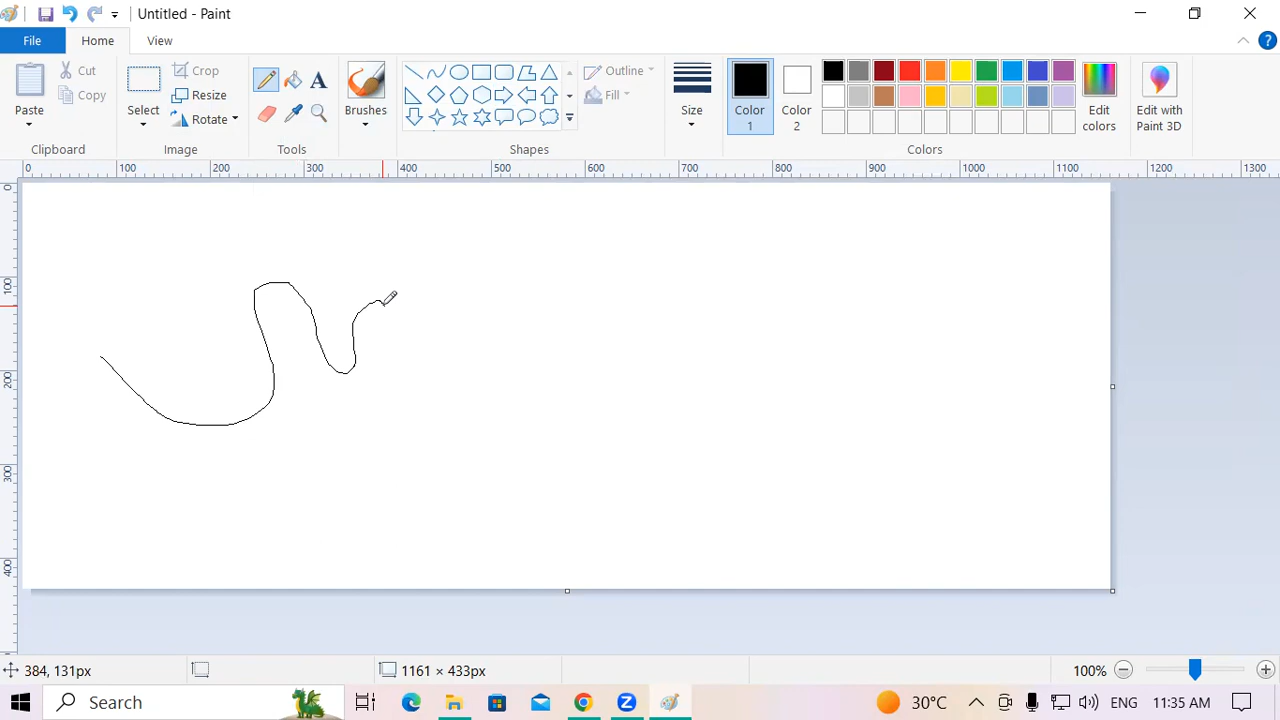 Untitled - Paint
File Home View
Paste Cut Copy Clipboard
Select Crop Resize Rotate Image
A Tools
Brushes
Outline Fill Shapes
Size
Color 1 Color 2 Edit colors Colors
Edit with Paint 3D
0 100 200 300 400 500 600 700 800 900 1000 1100 1200 1300
0
100
200
300
400
384, 131px 1161 × 433px 100%
Search 30°C ENG 11:35 AM